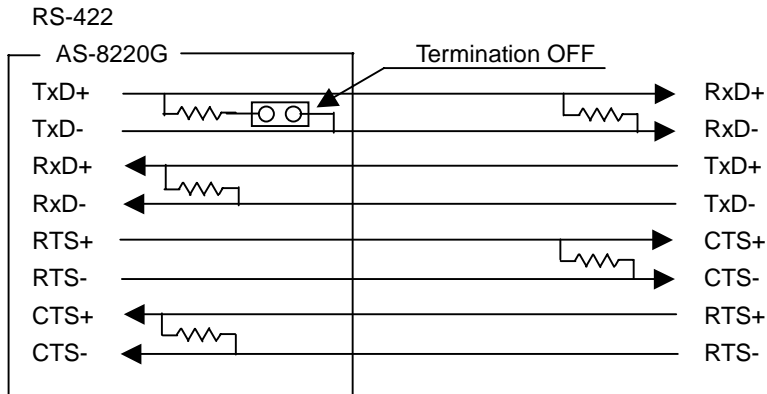 RS-422
AS-8220G Termination OFF
TxD+ RxD+
TxD- RxD-
RxD+ TxD+
RxD- TxD-
RTS+ CTS+
RTS- CTS-
CTS+ RTS+
CTS- RTS-